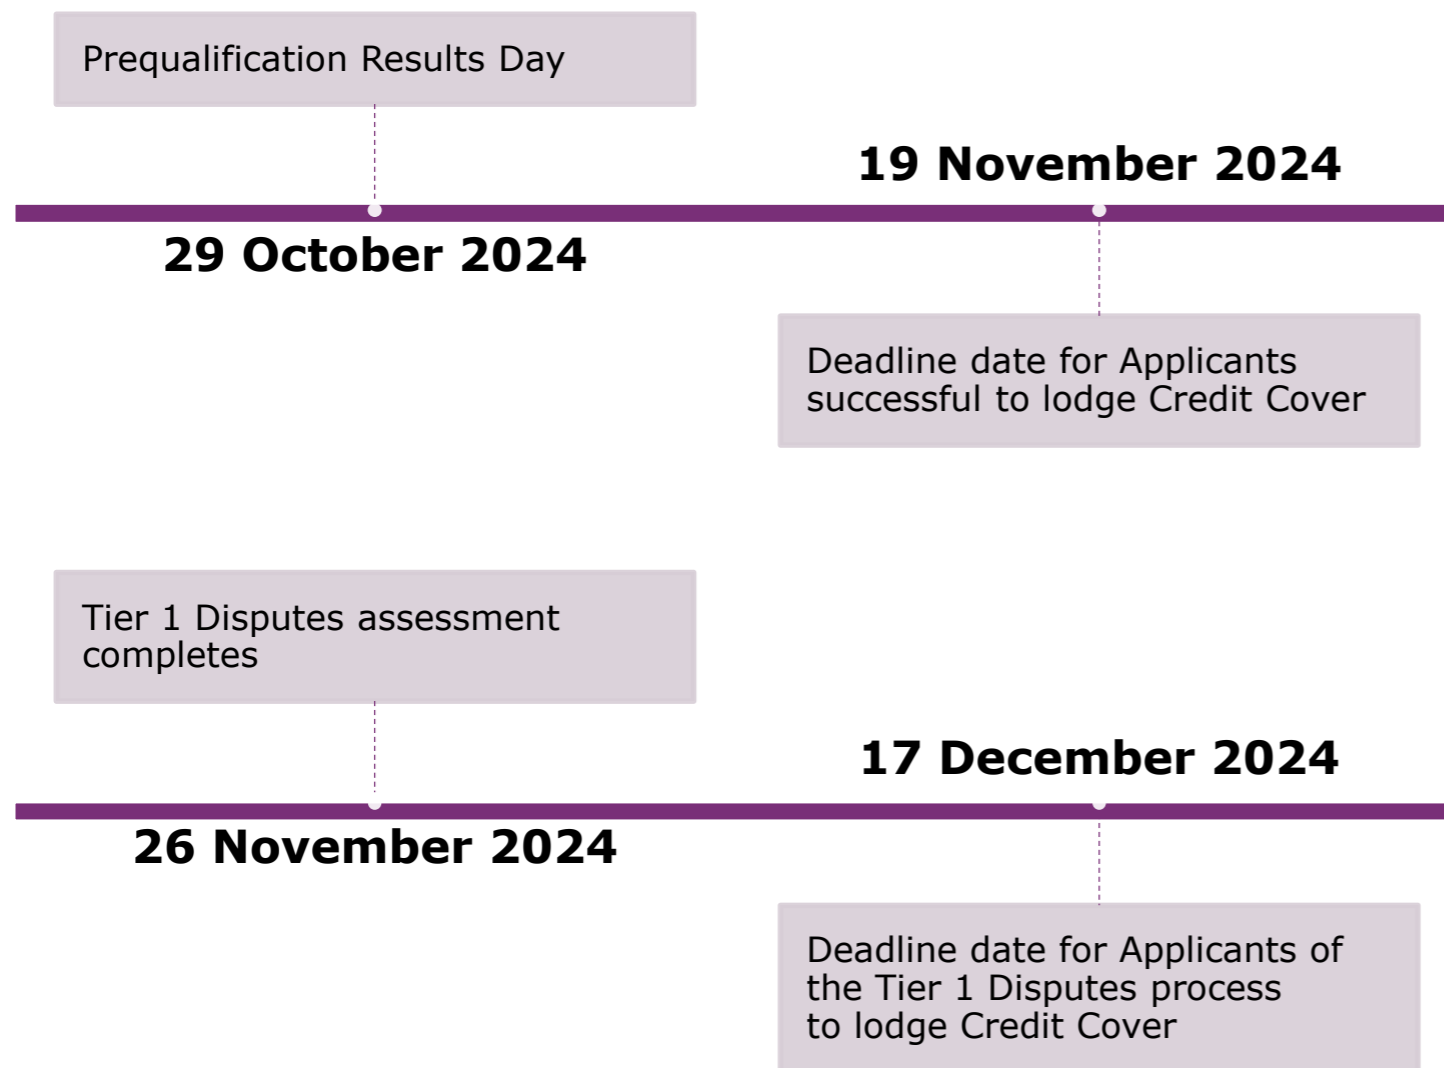 Prequalification Results Day
19 November 2024
29 October 2024
Deadline date for Applicants
successful to lodge Credit Cover
Tier 1 Disputes assessment
completes
17 December 2024
26 November 2024
Deadline date for Applicants of
the Tier 1 Disputes process
to lodge Credit Cover